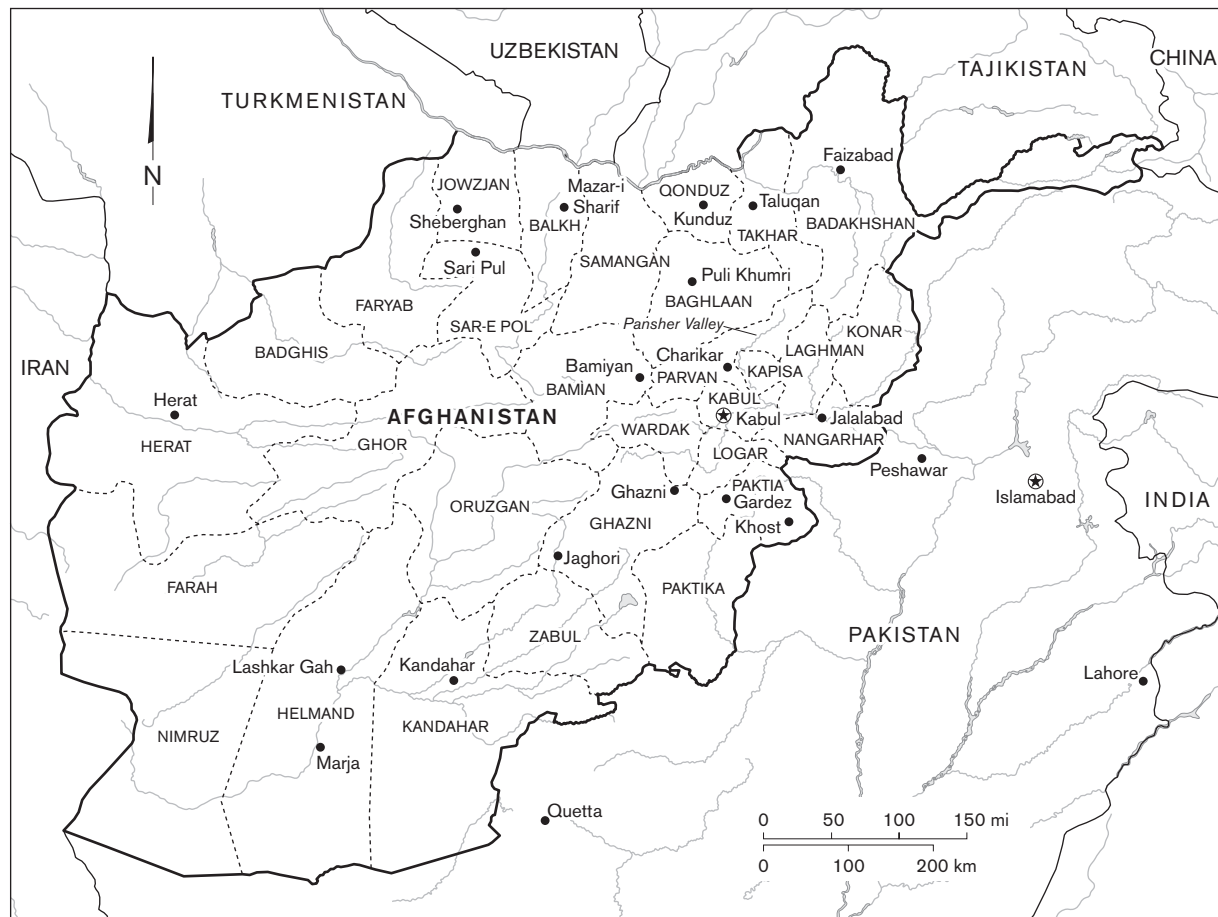 UZBEKISTAN
CHINA
TAJIKISTAN
TURKMENISTAN
N
Faizabad
JOWZJAN
Mazar-i
Sharif
QONDUZ
Sheberghan
BALKH
Kunduz
Taluqan
BADAKHSHAN
TAKHAR
Sari Pul
SAMANGAN
Puli Khumri
FARYAB
BAGHLAAN
SAR-E POL
Pansher Valley
KONAR
BADGHIS
LAGHMAN
IRAN
Bamiyan
Charikar
KAPISA
BAMIAN
PARVAN
Herat
KABUL
AFGHANISTAN
Kabul
Jalalabad
WARDAK
HERAT
GHOR
NANGARHAR
LOGAR
Peshawar
Ghazni
PAKTIA
Islamabad
INDIA
ORUZGAN
Gardez
GHAZNI
Khost
Jaghori
FARAH
PAKTIKA
ZABUL
PAKISTAN
Lashkar Gah
Kandahar
Lahore
HELMAND
KANDAHAR
NIMRUZ
Marja
Quetta
0 50 100 150 mi
0 100 200 km